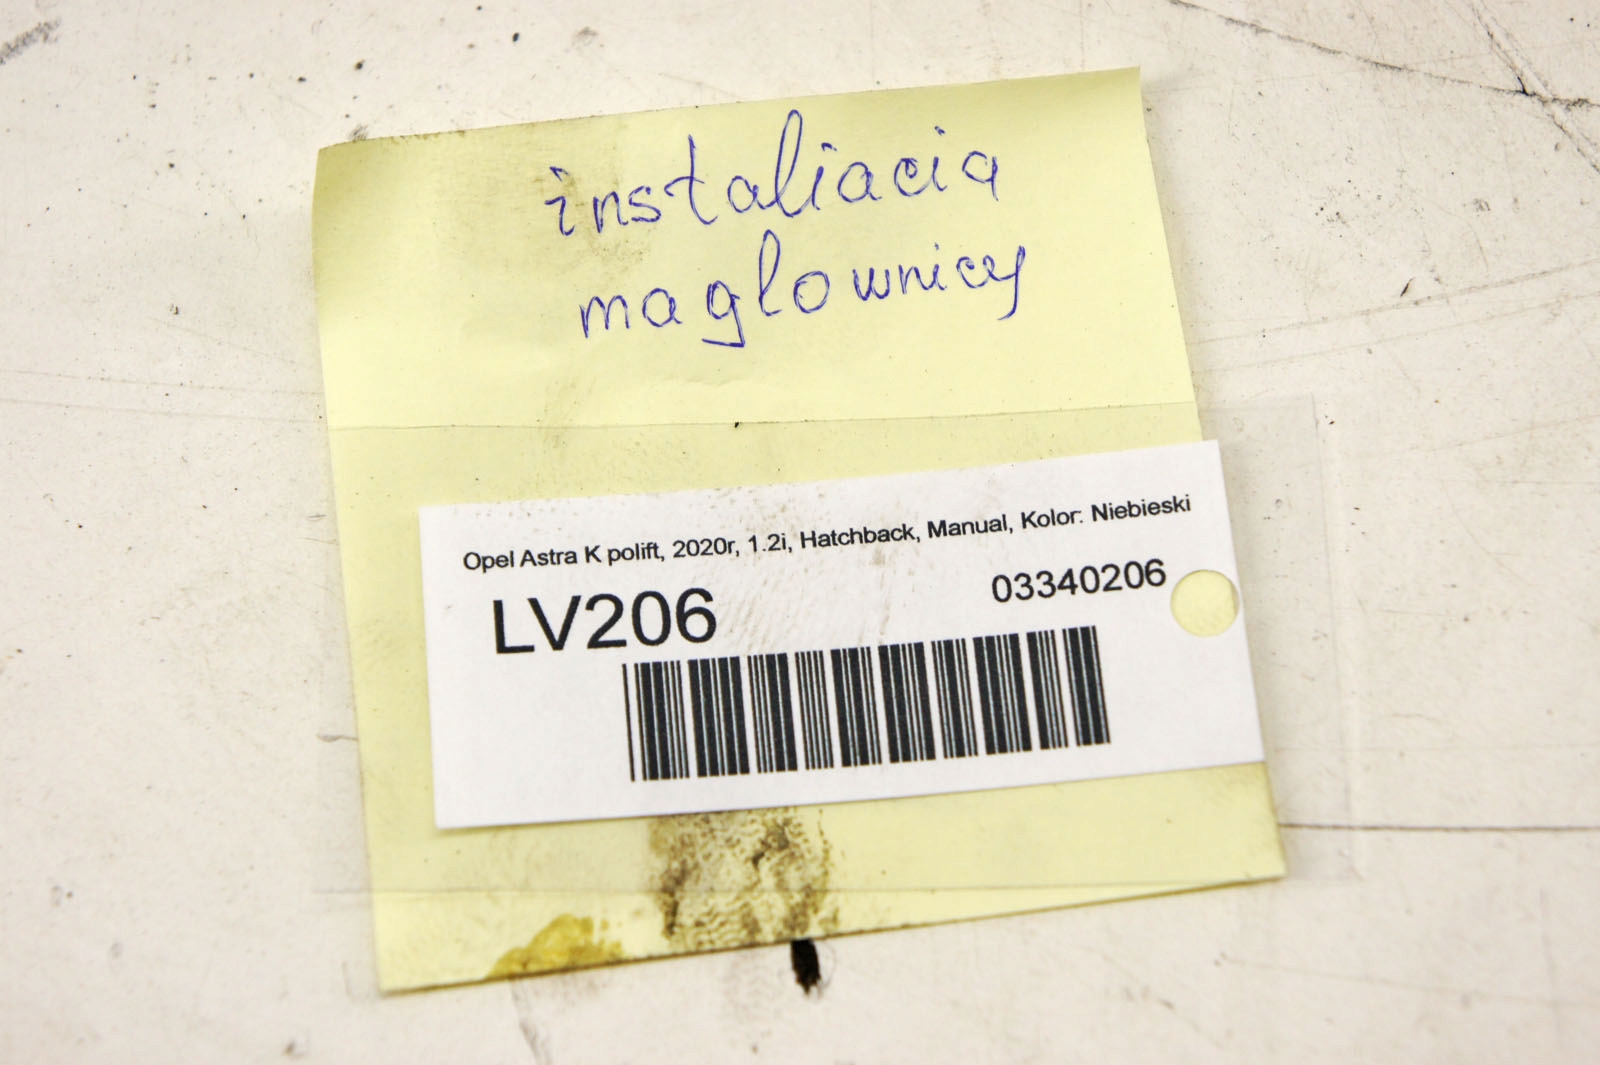 instaliacia
maglownicy
Opel Astra K polift, 2020r, 1.2i, Hatchback, Manual, Kolor: Niebieski
LV206
03340206